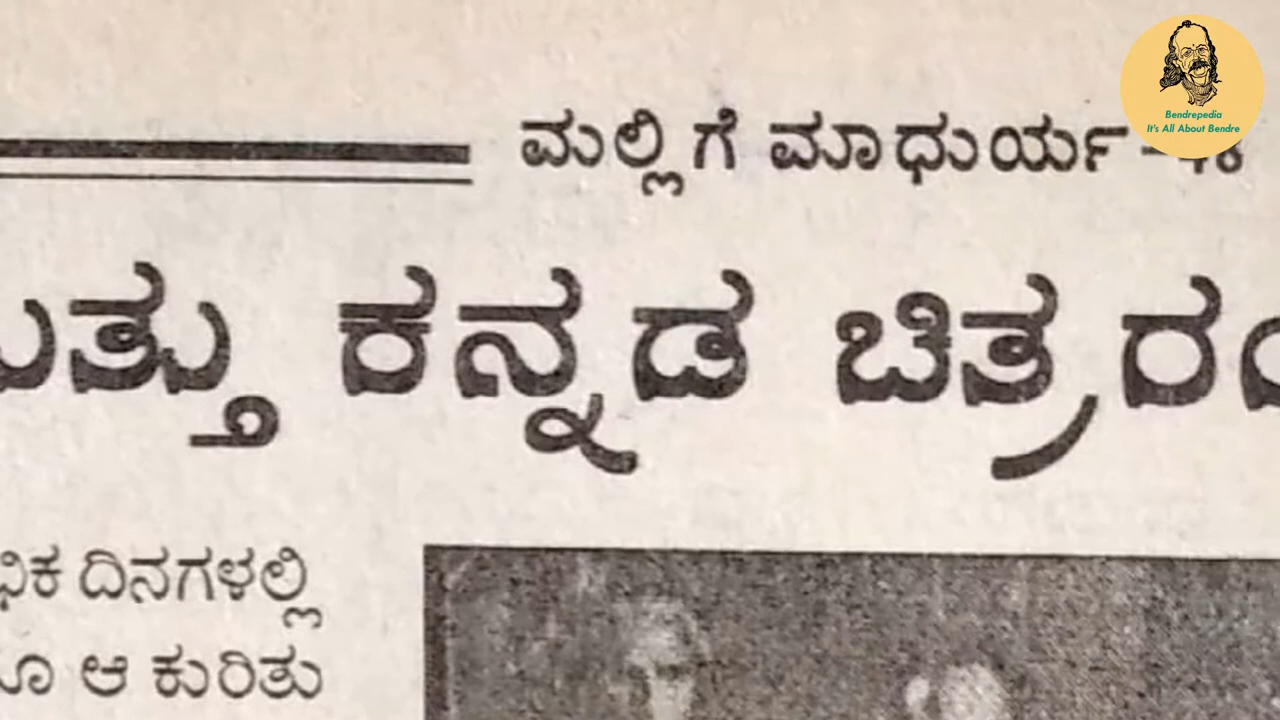 Bendrepedia
It's All About Bendre
ಮಲ್ಲಿಗೆ ಮಾಧುರ್ಯ
ಕನ್ನಡ ಚಿತ್ರರಂ
ದಿನಗಳಲ್ಲಿ
ಆ ಕುರಿತು